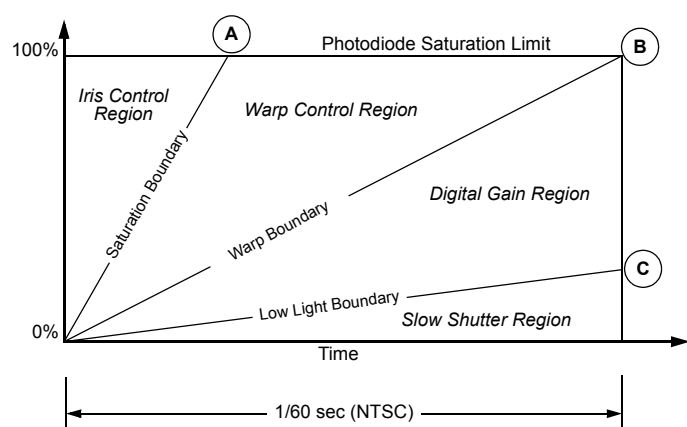 A
100%
Photodiode Saturation Limit
B
Iris Control
Region
Warp Control Region
Saturation Boundary
Digital Gain Region
Warp Boundary
C
Low Light Boundary
Slow Shutter Region
0%
Time
1/60 sec (NTSC)